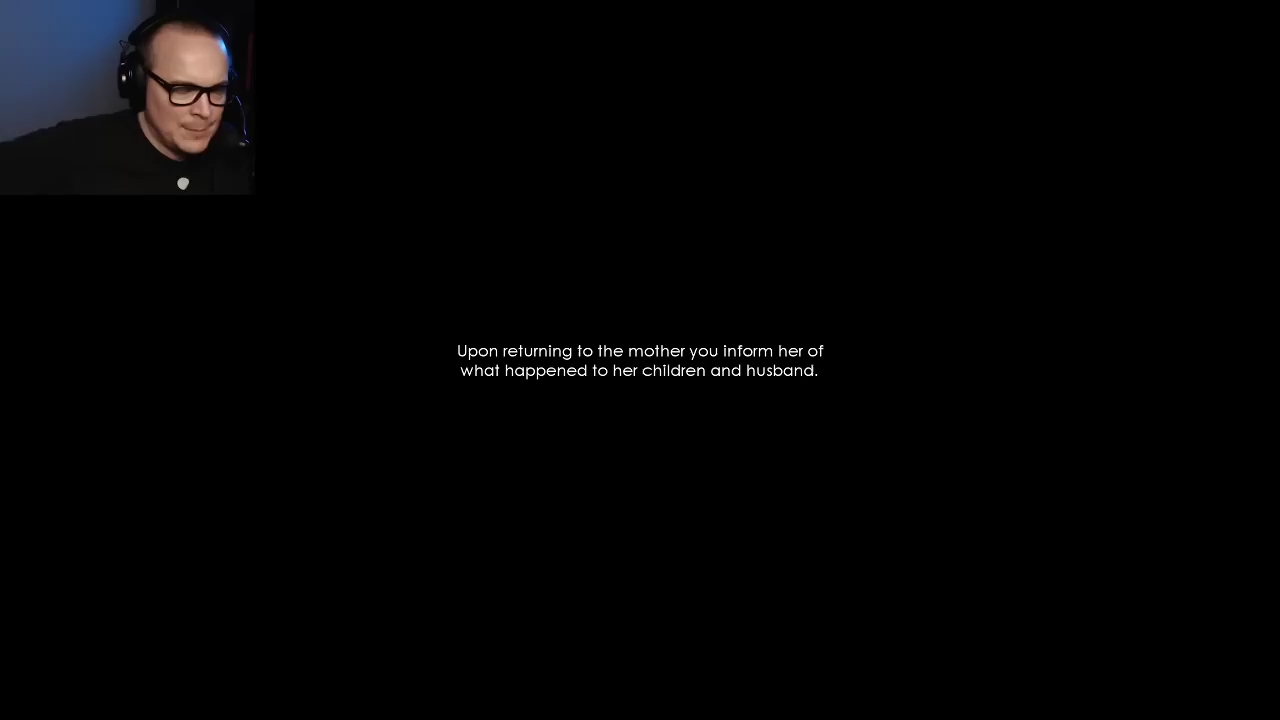 Upon returning to the mother you inform her of
what happened to her children and husband.